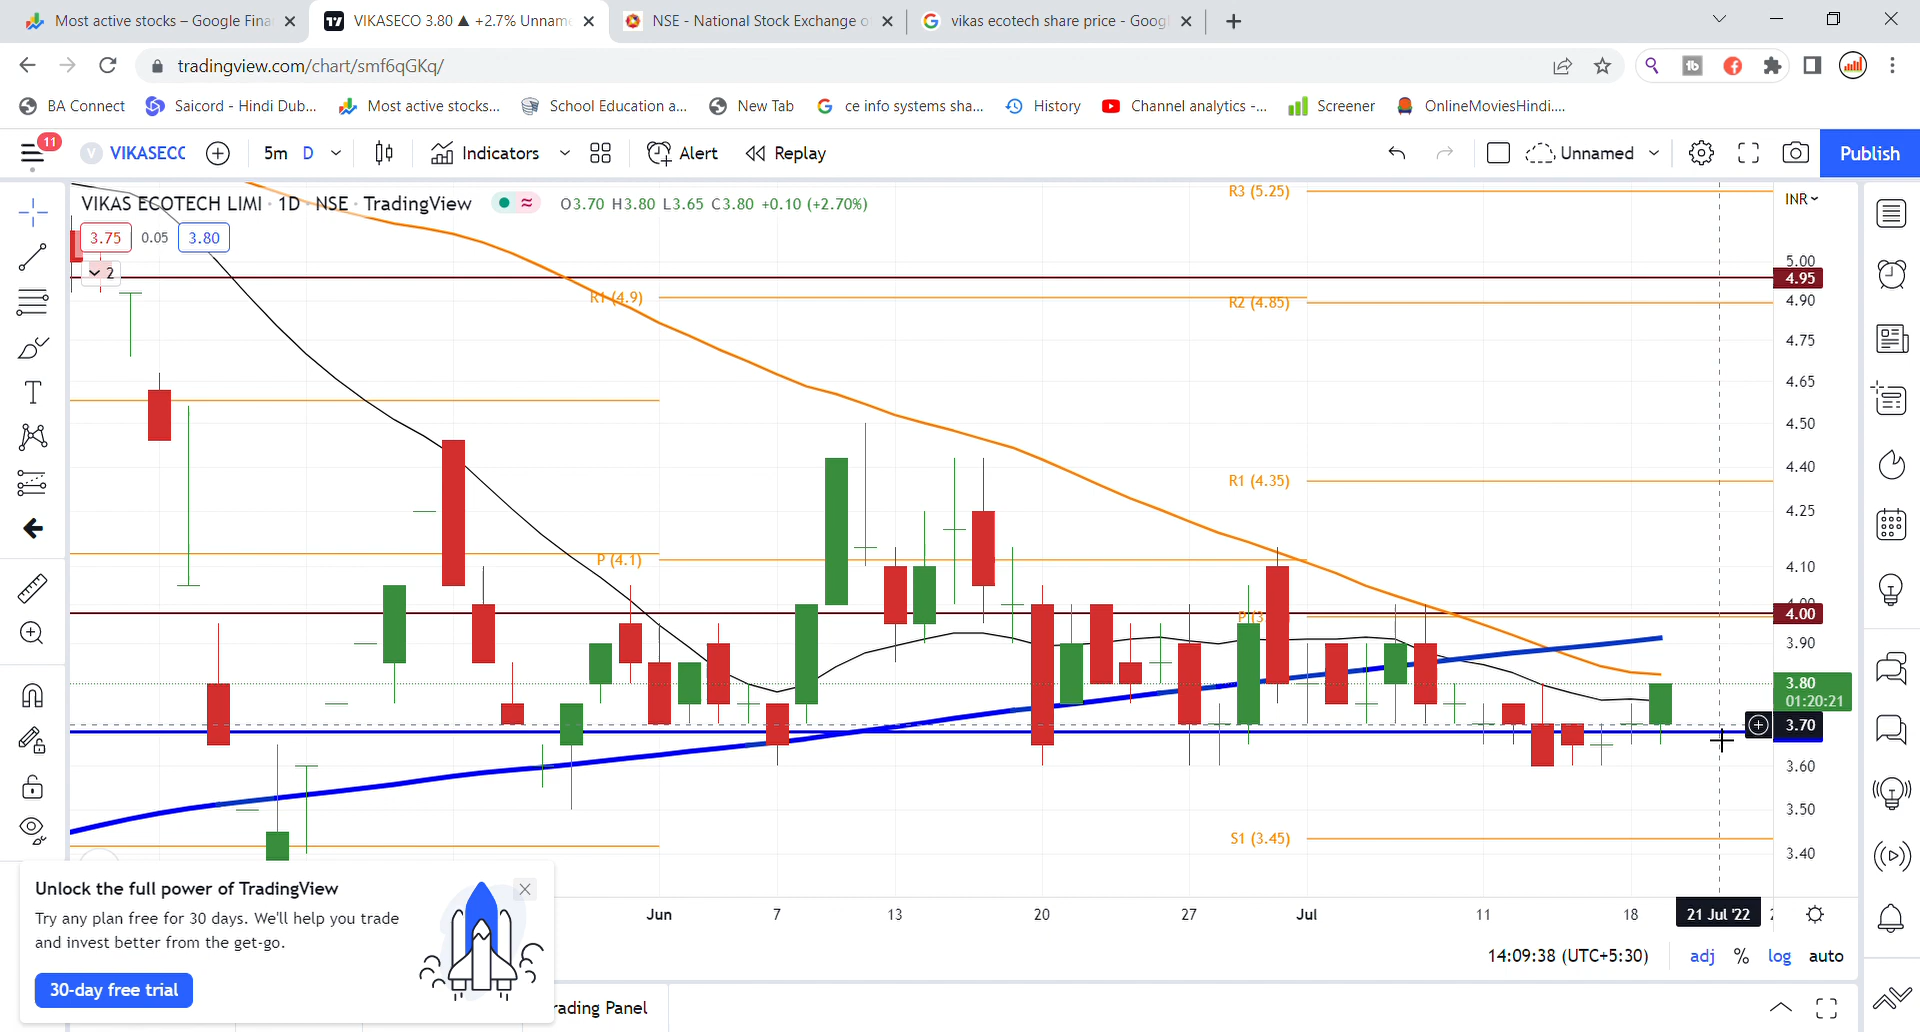 Most active stocks – Google Fina
VIKASECO 3.80 ▲ +2.7% Unnam
NSE - National Stock Exchange o
vikas ecotech share price - Goog
tradingview.com/chart/smf6qGKq/
BA Connect
Saicord - Hindi Dub...
Most active stocks...
School Education a...
New Tab
ce info systems sha...
History
Channel analytics -...
Screener
OnlineMoviesHindi....
11
V VIKASECO
5m D
Indicators
Alert
Replay
Unnamed
Publish
VIKAS ECOTECH LIMI · 1D · NSE · TradingView
O3.70 H3.80 L3.65 C3.80 +0.10 (+2.70%)
3.75 0.05 3.80
2
R3 (5.25)
INR
5.00
4.95
R1 (4.9)
R2 (4.85)
4.90
4.75
4.65
4.50
4.40
R1 (4.35)
4.25
P (4.1)
4.10
4.00
4.00
3.90
3.80
01:20:21
3.70
3.60
3.50
S1 (3.45)
3.40
Jun 7 13 20 27 Jul 11 18 21 Jul '22
Unlock the full power of TradingView
Try any plan free for 30 days. We'll help you trade
and invest better from the get-go.
30-day free trial
14:09:38 (UTC+5:30)
adj % log auto
rading Panel